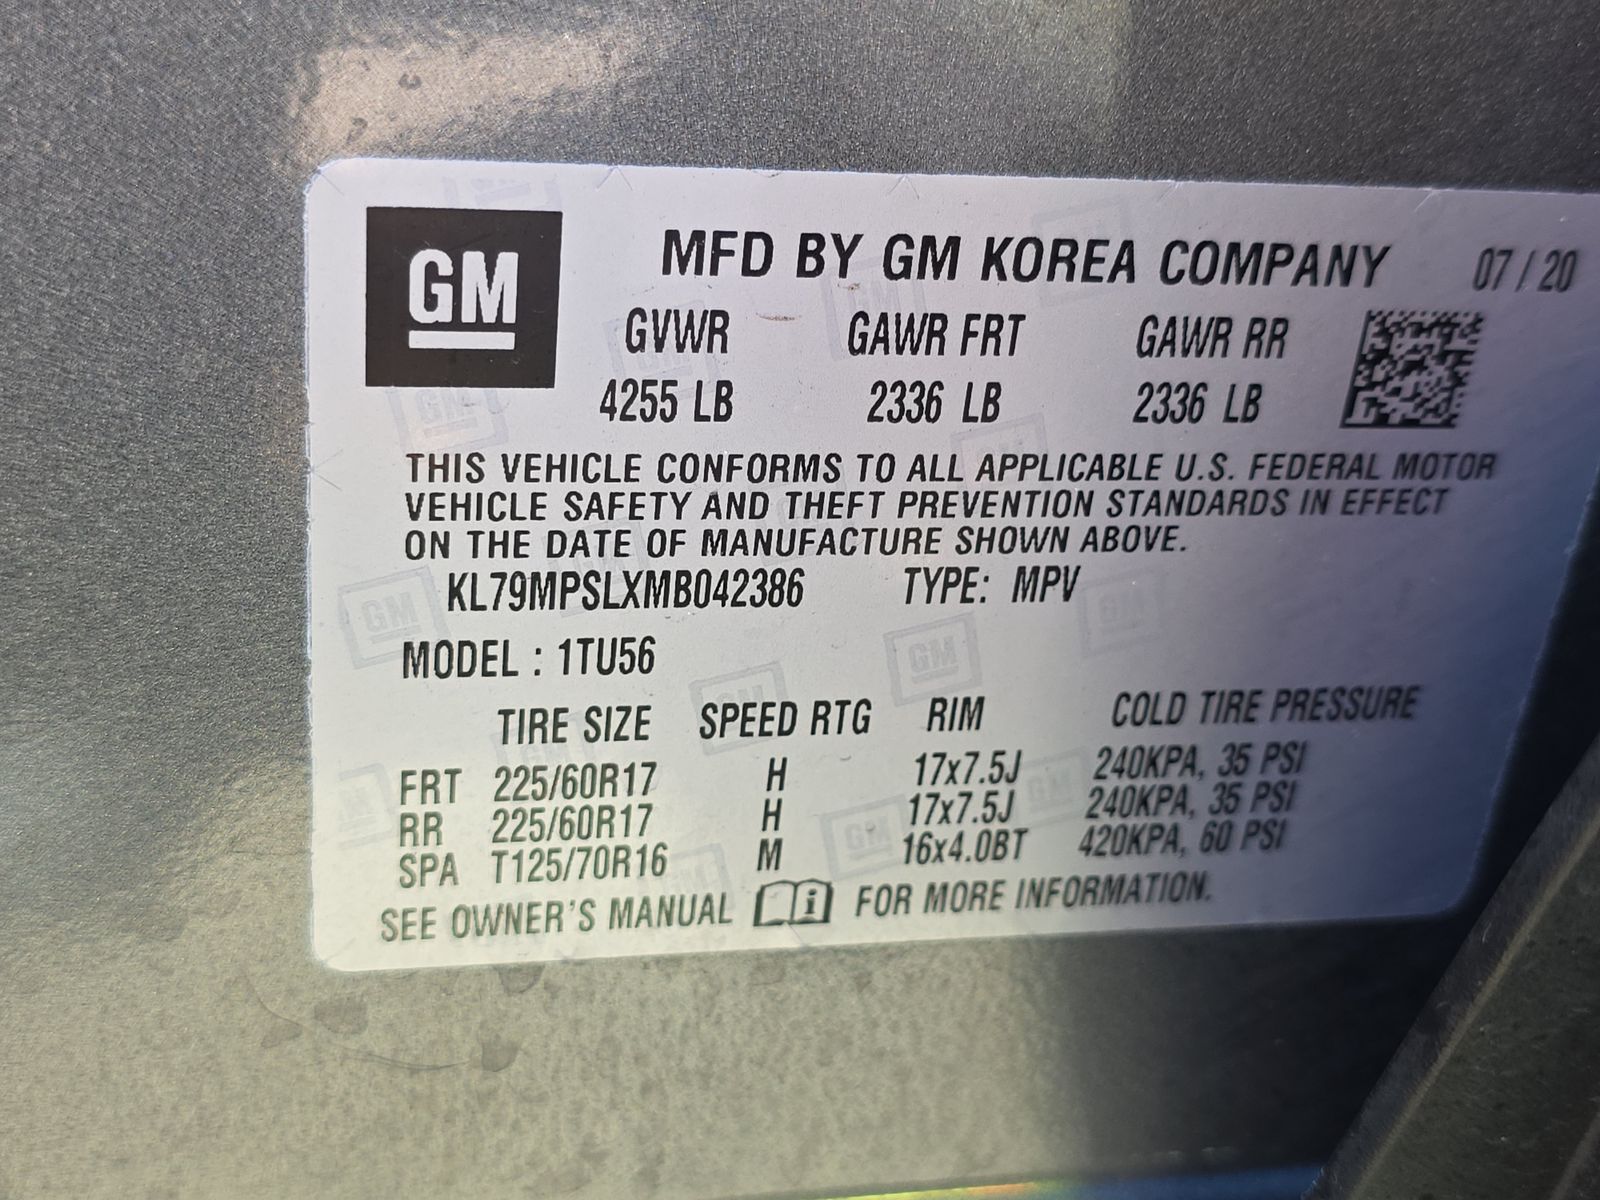 GM
MFD BY GM KOREA COMPANY 07/20
GVWR GAWR FRT GAWR RR
4255 LB 2336 LB 2336 LB
THIS VEHICLE CONFORMS TO ALL APPLICABLE U.S. FEDERAL MOTOR
VEHICLE SAFETY AND THEFT PREVENTION STANDARDS IN EFFECT
ON THE DATE OF MANUFACTURE SHOWN ABOVE.
KL79MPSLXMB042386 TYPE: MPV
MODEL : 1TU56
TIRE SIZE SPEED RTG RIM COLD TIRE PRESSURE
FRT 225/60R17 H 17x7.5J 240KPA, 35 PSI
RR 225/60R17 H 17x7.5J 240KPA, 35 PSI
SPA T125/70R16 M 16x4.0BT 420KPA, 60 PSI
SEE OWNER'S MANUAL i FOR MORE INFORMATION.